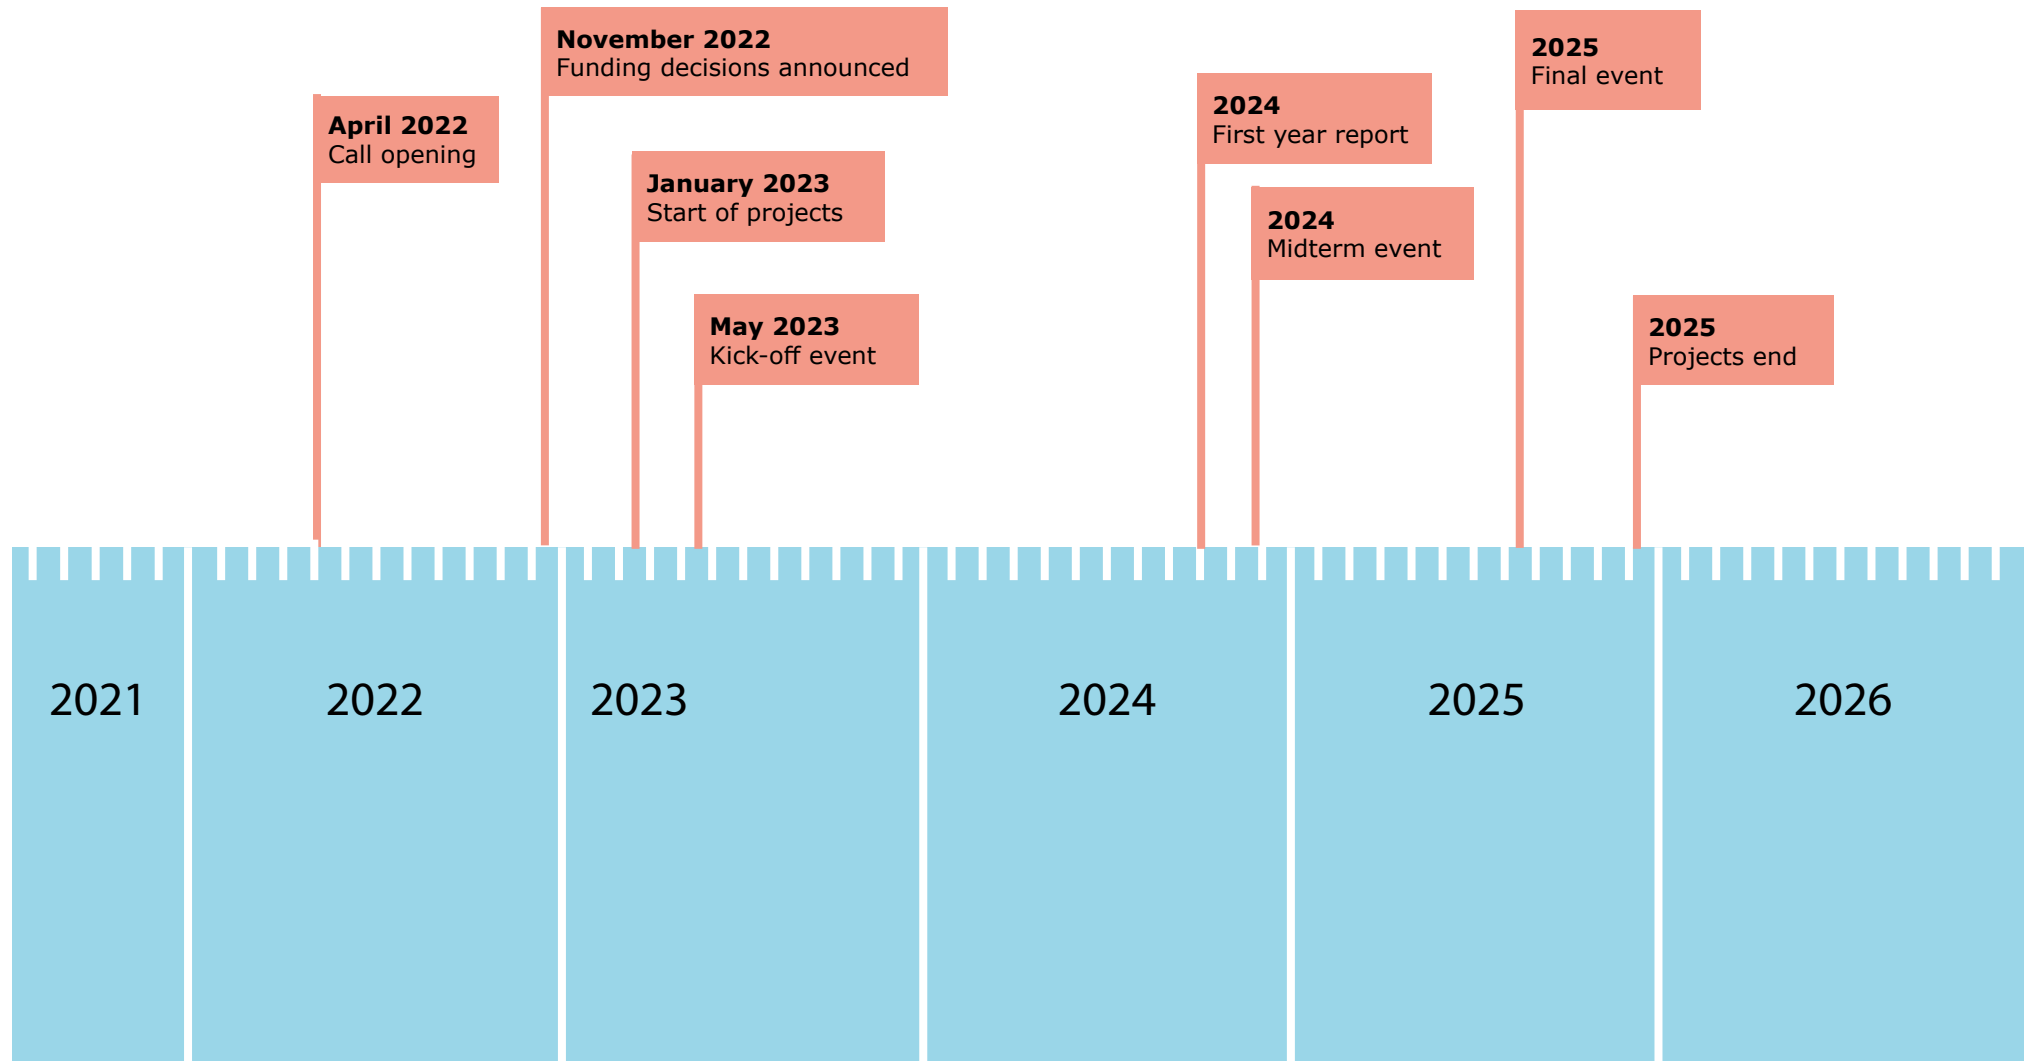 November 2022
Funding decisions announced
April 2022
Call opening
January 2023
Start of projects
May 2023
Kick-off event
2024
First year report
2024
Midterm event
2025
Final event
2025
Projects end
2021
2022
2023
2024
2025
2026